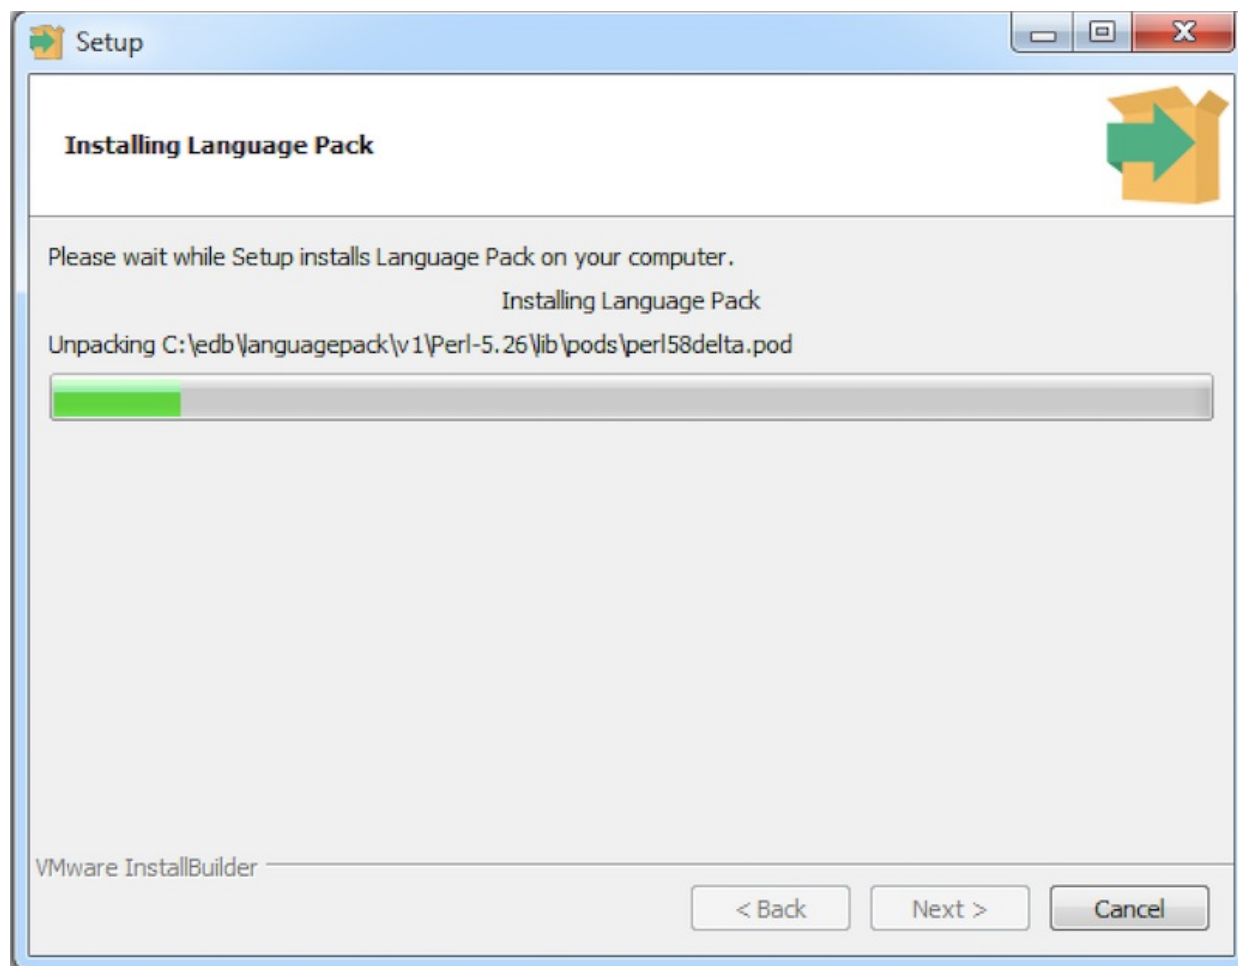 Setup
Installing Language Pack
Please wait while Setup installs Language Pack on your computer.
Installing Language Pack
Unpacking C:\edb\languagepack\v1\Perl-5.26\lib\pods\perl58delta.pod
VMware InstallBuilder
< Back
Next >
Cancel